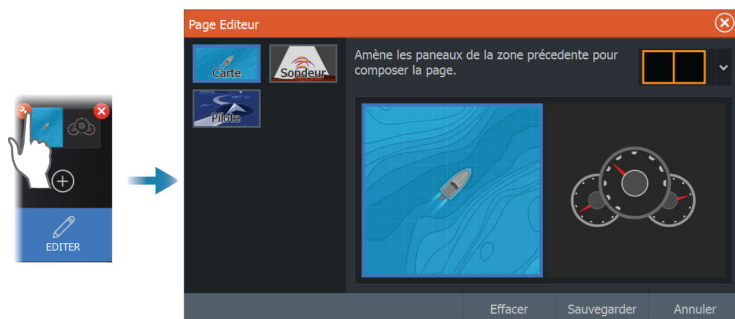 EDITER
Page Editeur
Carte
Sondeur
Pilote
Amène les paneaux de la zone précedente pour
composer la page.
Effacer
Sauvegarder
Annuler